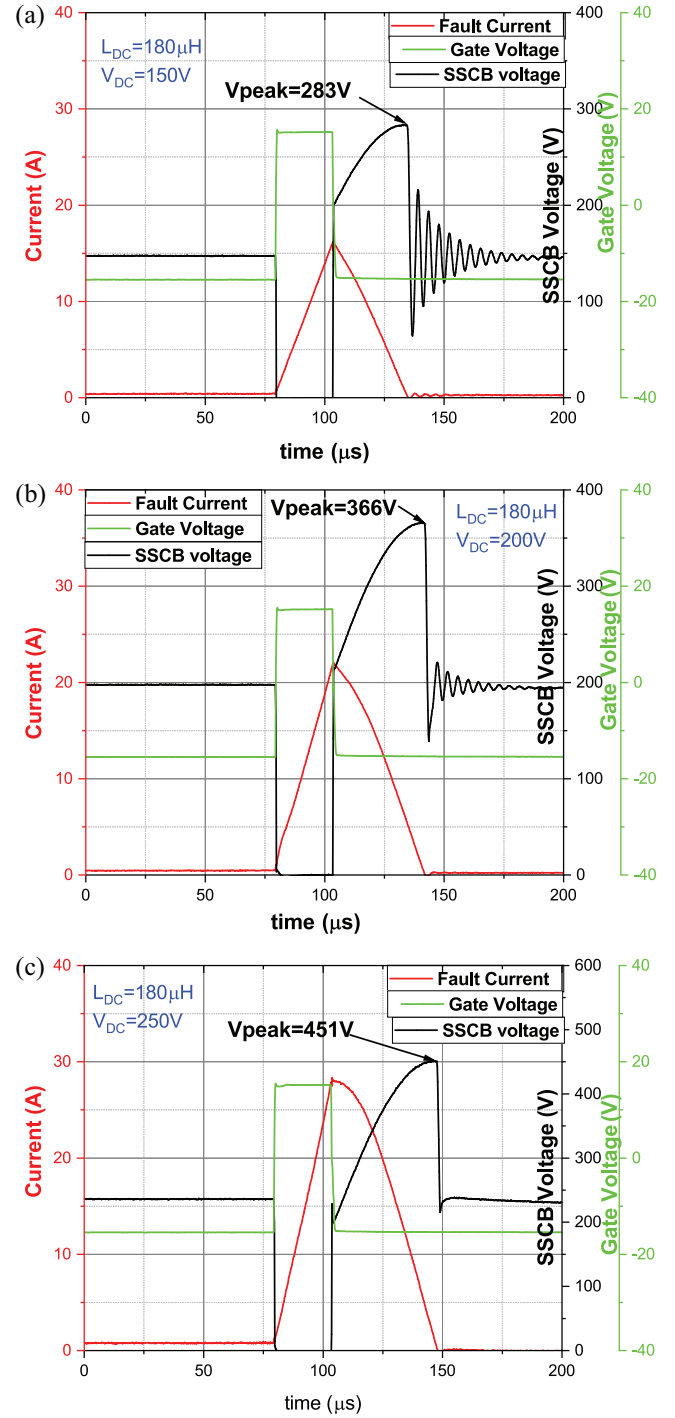 (a)
40
Fault Current
Gate Voltage
SSCB voltage
400
40
L_DC=180μH
V_DC=150V
Vpeak=283V
30
300
20
20
200
0
10
100
-20
0
0
-40
Current (A)
SSCB Voltage (V)
Gate Voltage (V)
0
50
100
150
200
time (μs)
(b)
40
Fault Current
Gate Voltage
SSCB voltage
Vpeak=366V
L_DC=180μH
V_DC=200V
400
40
30
300
20
20
200
0
10
100
-20
0
0
-40
Current (A)
SSCB Voltage (V)
Gate Voltage (V)
0
50
100
150
200
time (μs)
(c)
40
L_DC=180μH
V_DC=250V
Fault Current
Gate Voltage
SSCB voltage
Vpeak=451V
600
40
500
30
20
400
20
300
0
200
10
-20
100
0
0
-40
Current (A)
SSCB Voltage (V)
Gate Voltage (V)
0
50
100
150
200
time (μs)